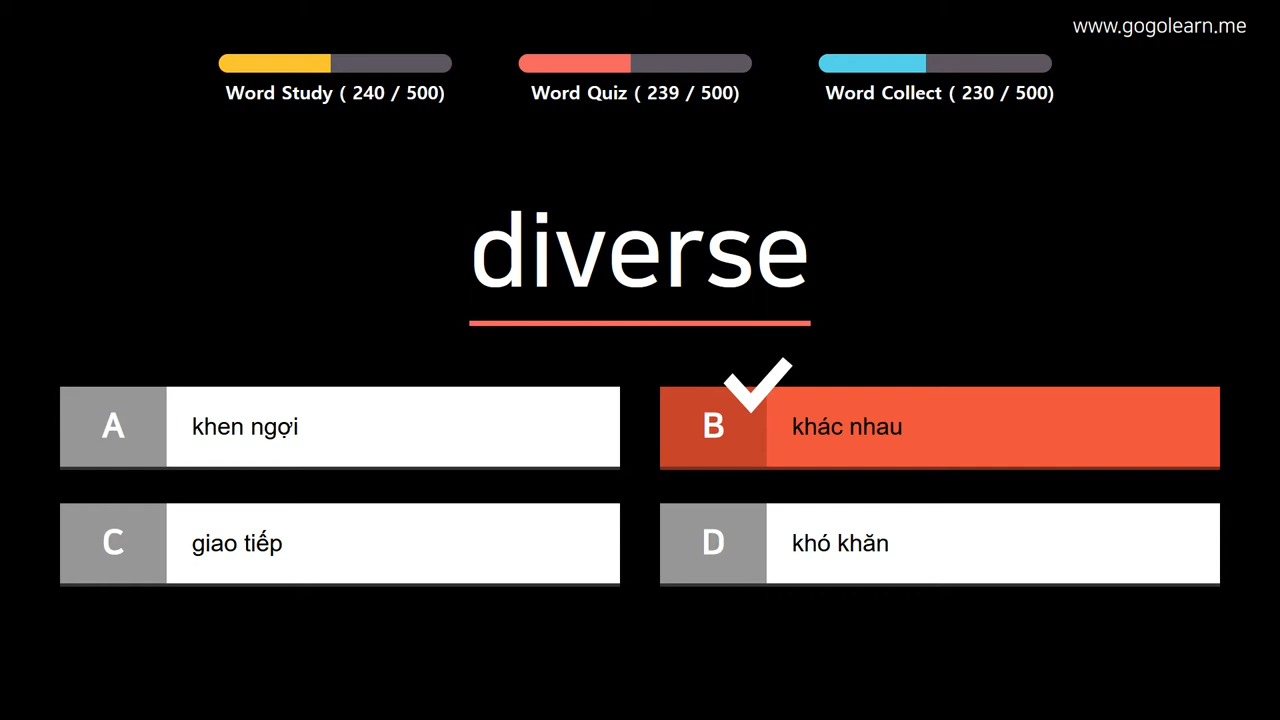 www.gogolearn.me
Word Study ( 240 / 500)
Word Quiz ( 239 / 500)
Word Collect ( 230 / 500)
diverse
A khen ngợi
B khác nhau
C giao tiếp
D khó khăn